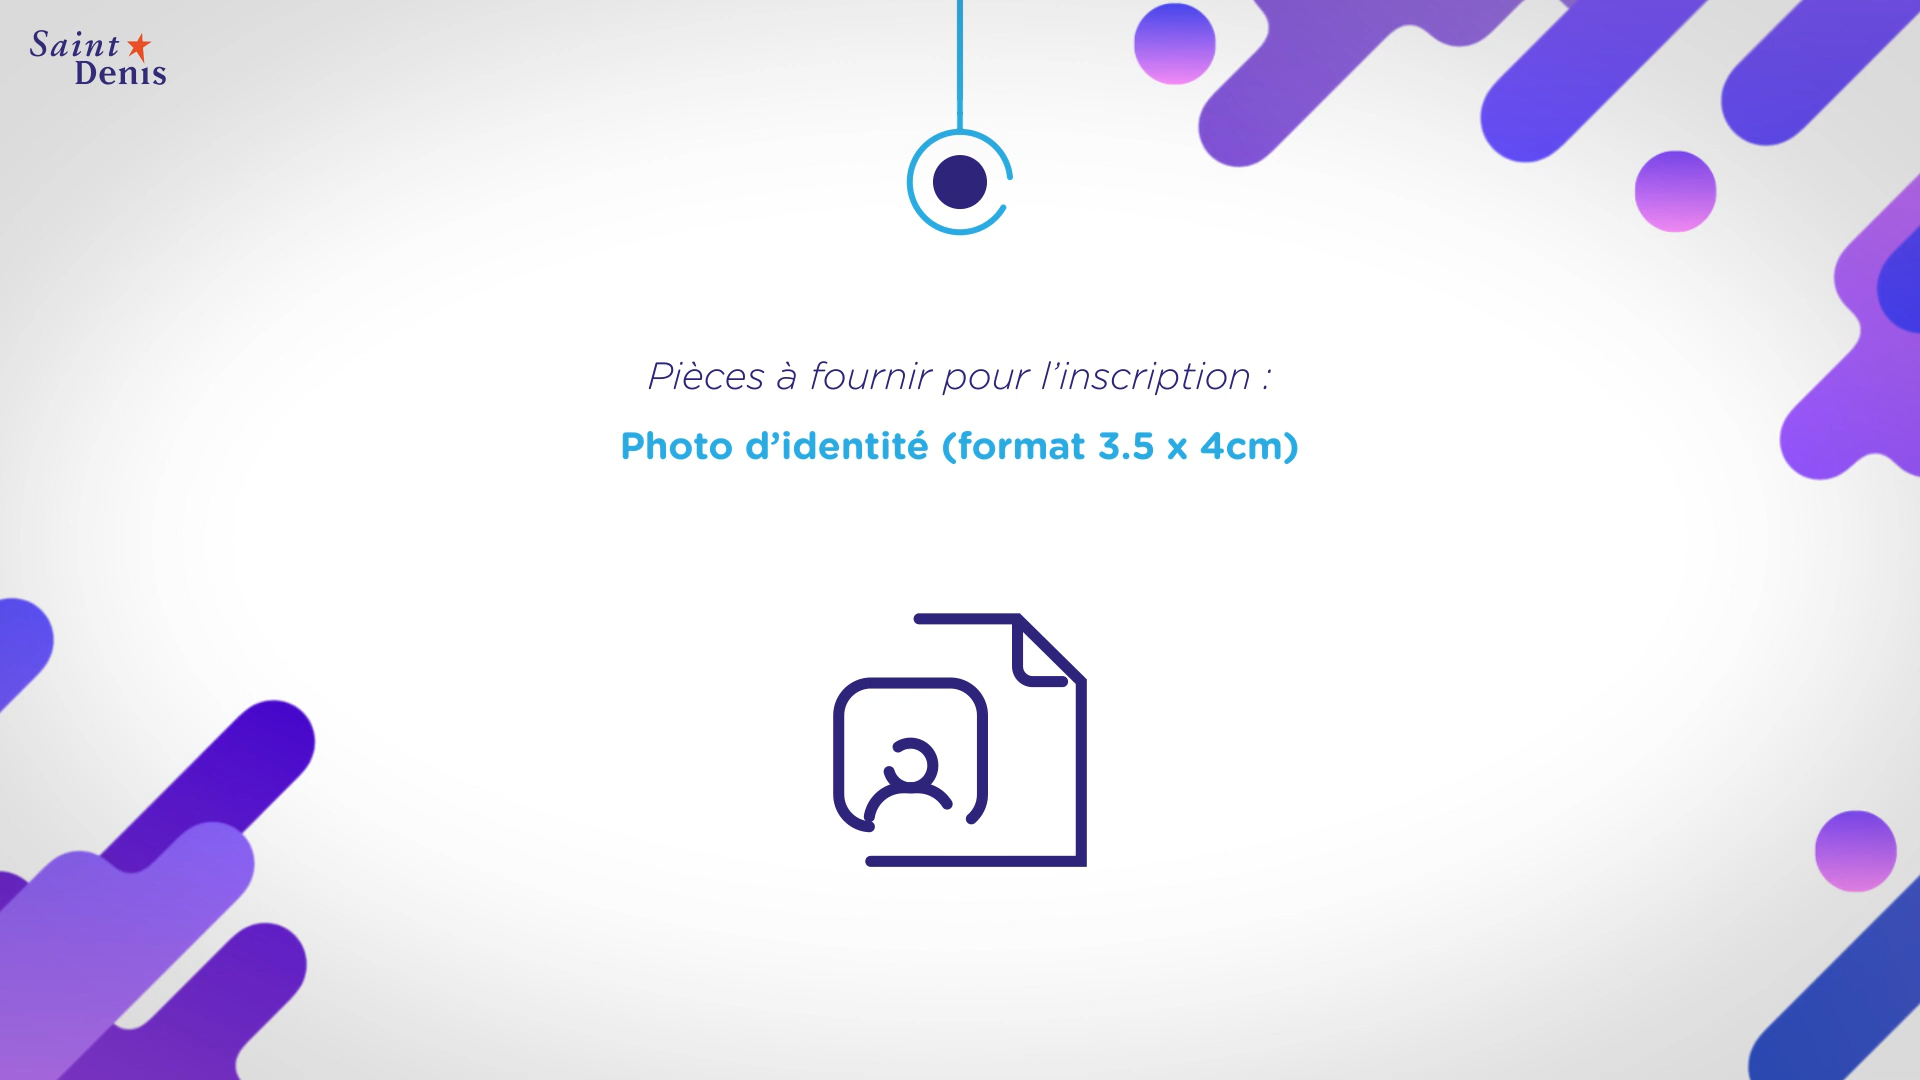 Saint
Denis
Pièces à fournir pour l’inscription :
Photo d’identité (format 3.5 x 4cm)